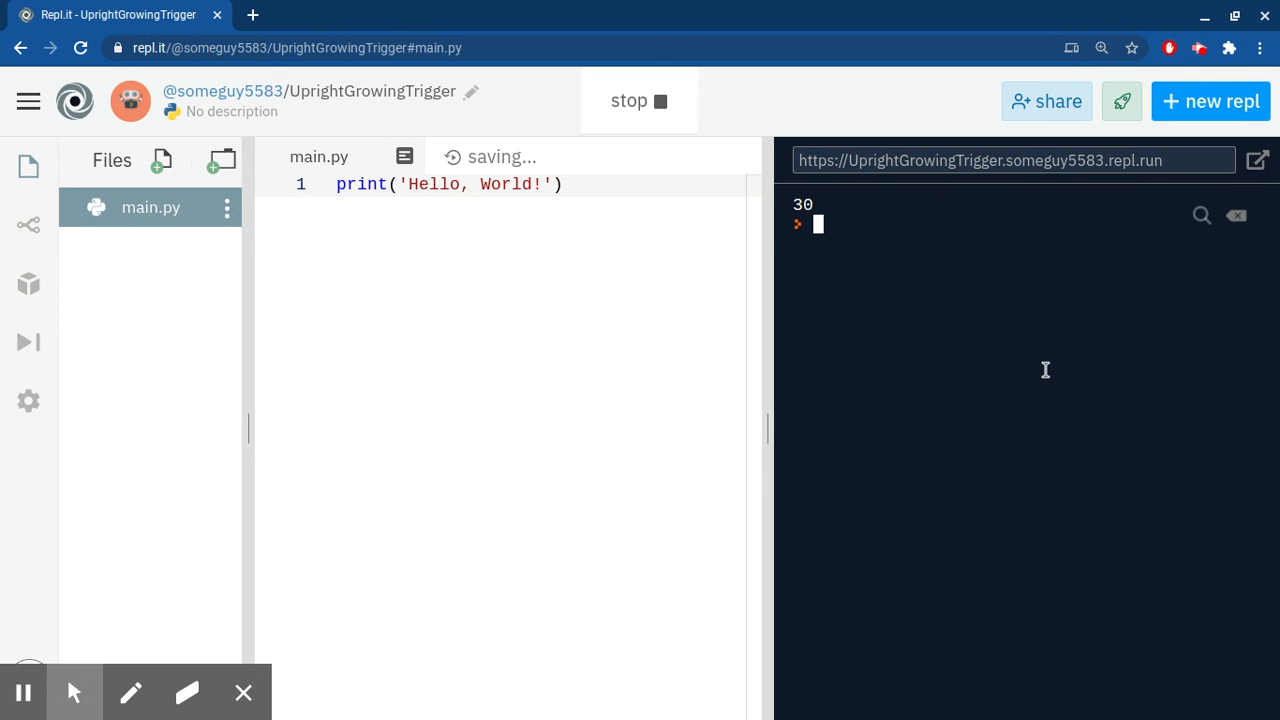 Repl.it - UprightGrowingTrigger
repl.it/@someguy5583/UprightGrowingTrigger#main.py
@someguy5583/UprightGrowingTrigger
No description
stop
share
new repl
Files
main.py
main.py
saving...
1 print('Hello, World!')
https://UprightGrowingTrigger.someguy5583.repl.run
30